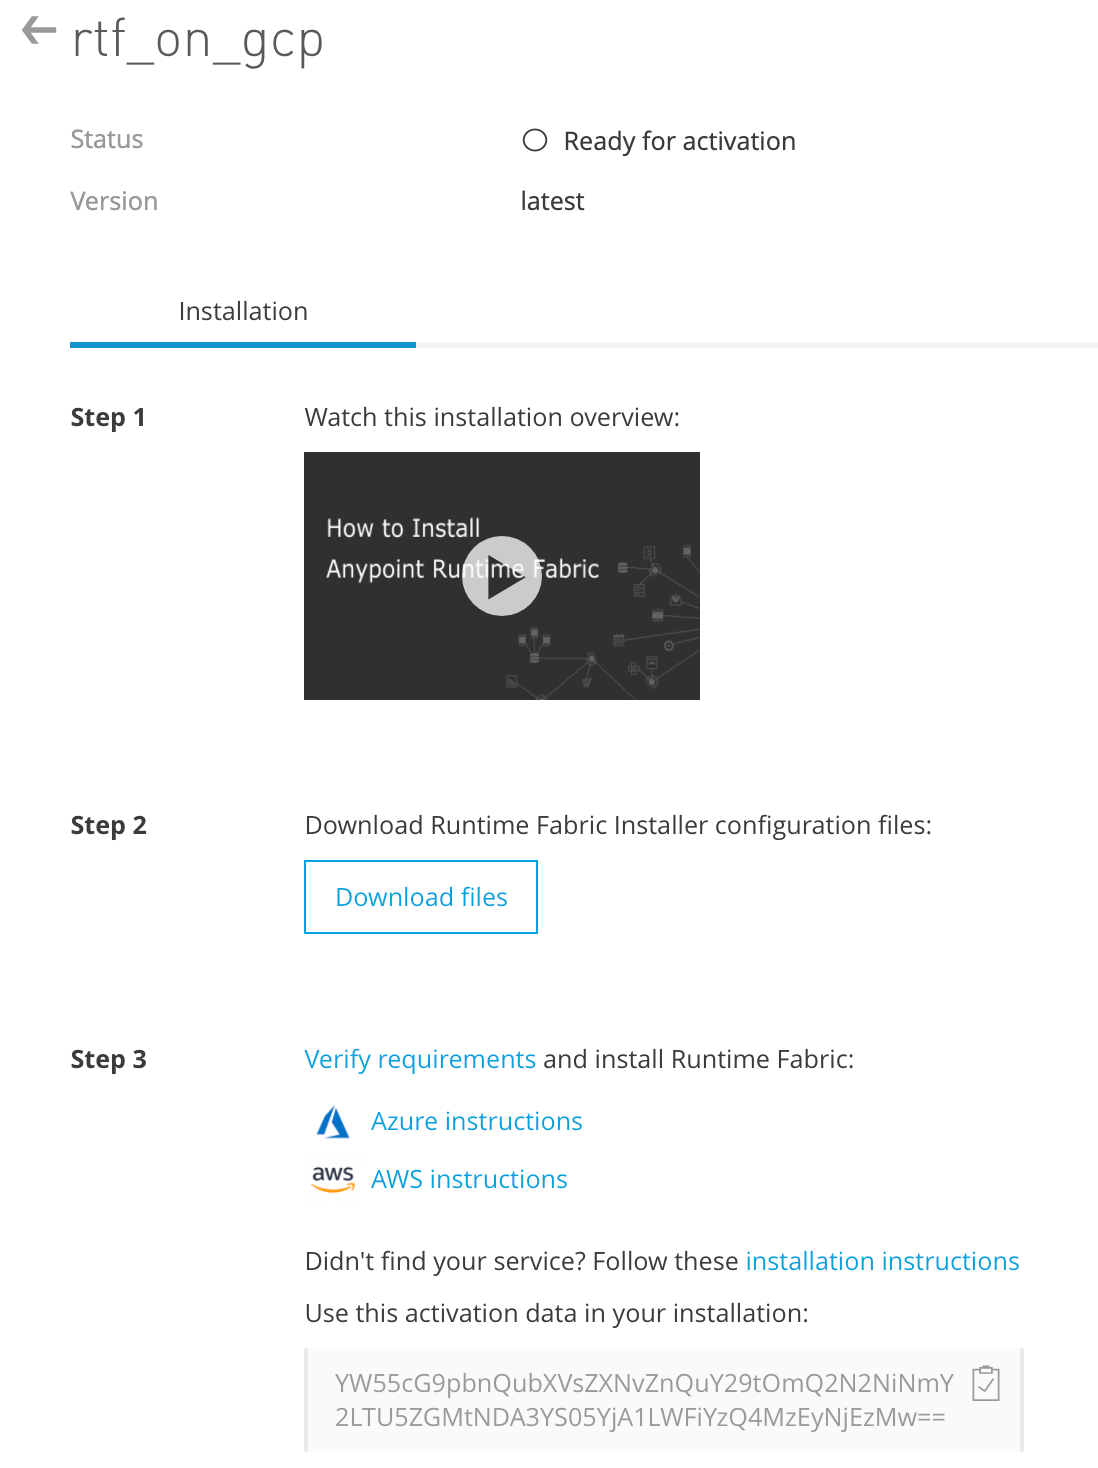 rtf_on_gcp
Status
Ready for activation
Version
latest
Installation
Step 1
Watch this installation overview:
How to Install
Anypoint Runtime Fabric
Step 2
Download Runtime Fabric Installer configuration files:
Download files
Step 3
Verify requirements and install Runtime Fabric:
Azure instructions
aws
AWS instructions
Didn't find your service? Follow these installation instructions
Use this activation data in your installation:
YW55cG9pbnQubXVsZXNvZnQuY29tOmQ2N2NiNmY
2LTU5ZGMtNDA3YS05YjA1LWFiYzQ4MzEyNjEzMw==